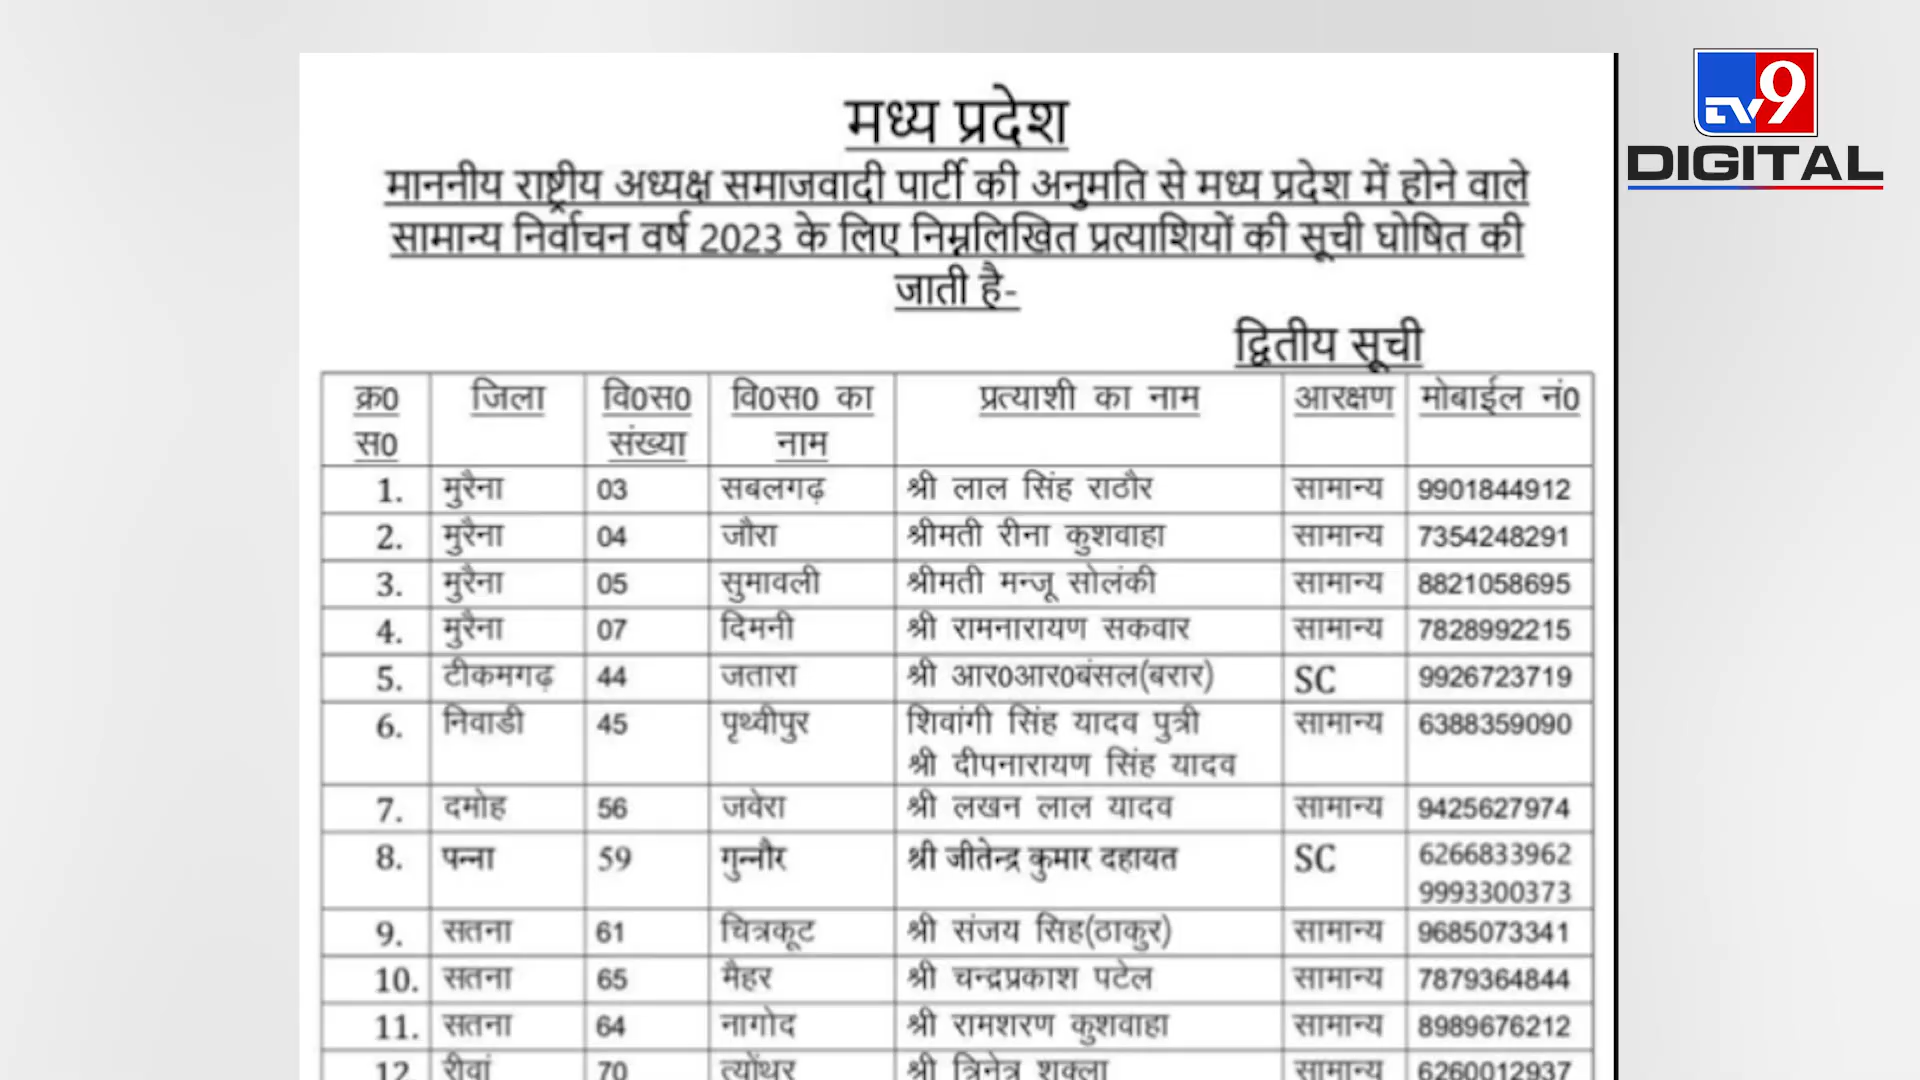 मध्य प्रदेश
TV9
DIGITAL
माननीय राष्ट्रीय अध्यक्ष समाजवादी पार्टी की अनुमति से मध्य प्रदेश में होने वाले
सामान्य निर्वाचन वर्ष 2023 के लिए निम्नलिखित प्रत्याशियों की सूची घोषित की
जाती है-
द्वितीय सूची
क्र0 स0 जिला वि0स0 संख्या वि0स0 का नाम प्रत्याशी का नाम आरक्षण मोबाईल नं0
1. मुरैना 03 सबलगढ़ श्री लाल सिंह राठौर सामान्य 9901844912
2. मुरैना 04 जौरा श्रीमती रीना कुशवाहा सामान्य 7354248291
3. मुरैना 05 सुमावली श्रीमती मन्जू सोलंकी सामान्य 8821058695
4. मुरैना 07 दिमनी श्री रामनारायण सकवार सामान्य 7828992215
5. टीकमगढ़ 44 जतारा श्री आर0आर0बंसल(बरार) SC 9926723719
6. निवाडी 45 पृथ्वीपुर शिवांगी सिंह यादव पुत्री सामान्य 6388359090
श्री दीपनारायण सिंह यादव
7. दमोह 56 जवेरा श्री लखन लाल यादव सामान्य 9425627974
8. पन्ना 59 गुन्नौर श्री जीतेन्द्र कुमार दहायत SC 6266833962
9993300373
9. सतना 61 चित्रकूट श्री संजय सिह(ठाकुर) सामान्य 9685073341
10. सतना 65 मैहर श्री चन्द्रप्रकाश पटेल सामान्य 7879364844
11. सतना 64 नागोद श्री रामशरण कुशवाहा सामान्य 8989676212
12. रीवां 70 त्योंथर श्री त्रिनेत्र शुक्ला सामान्य 6260012937